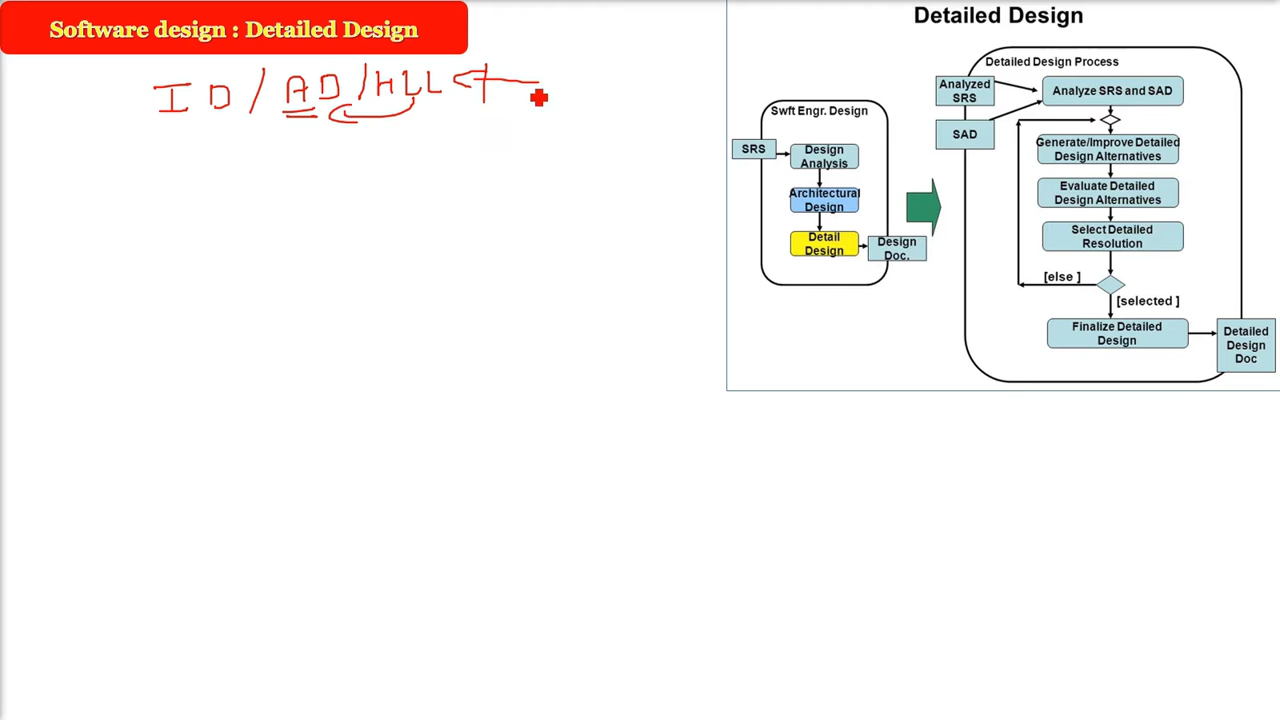 Software design : Detailed Design
ID / AD / HLL
Detailed Design
Swft Engr. Design
SRS
Design
Analysis
Architectural
Design
Detail
Design
Design
Doc.
Detailed Design Process
Analyzed
SRS
SAD
Analyze SRS and SAD
Generate/Improve Detailed
Design Alternatives
Evaluate Detailed
Design Alternatives
Select Detailed
Resolution
[else ]
[selected ]
Finalize Detailed
Design
Detailed
Design
Doc